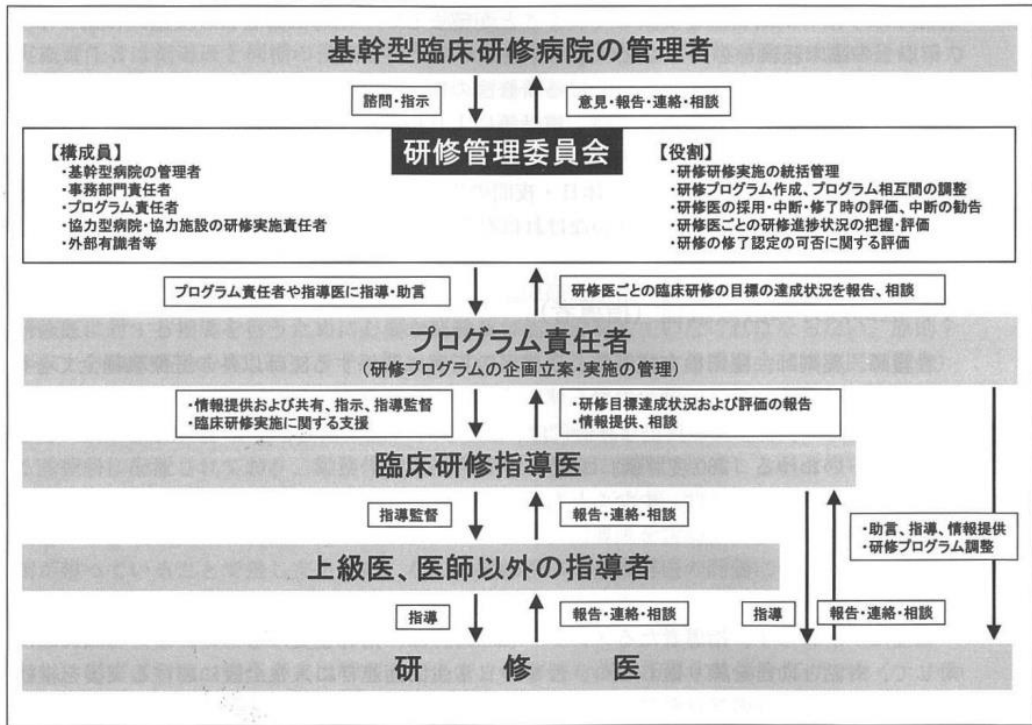 基幹型臨床研修病院の管理者
諮問・指示
意見・報告・連絡・相談
研修管理委員会
【構成員】
・基幹型病院の管理者
・事務部門責任者
・プログラム責任者
・協力型病院・協力施設の研修実施責任者
・外部有識者等
【役割】
・研修研修実施の統括管理
・研修プログラム作成、プログラム相互間の調整
・研修医の採用・中断・修了時の評価、中断の勧告
・研修医ごとの研修進捗状況の把握・評価
・研修の修了認定の可否に関する評価
プログラム責任者や指導医に指導・助言
研修医ごとの臨床研修の目標の達成状況を報告、相談
プログラム責任者
(研修プログラムの企画立案・実施の管理)
・情報提供および共有、指示、指導監督
・臨床研修実施に関する支援
・研修目標達成状況および評価の報告
・情報提供、相談
臨床研修指導医
指導監督
報告・連絡・相談
・助言、指導、情報提供
・研修プログラム調整
上級医、医師以外の指導者
指導
報告・連絡・相談
指導
報告・連絡・相談
研修医